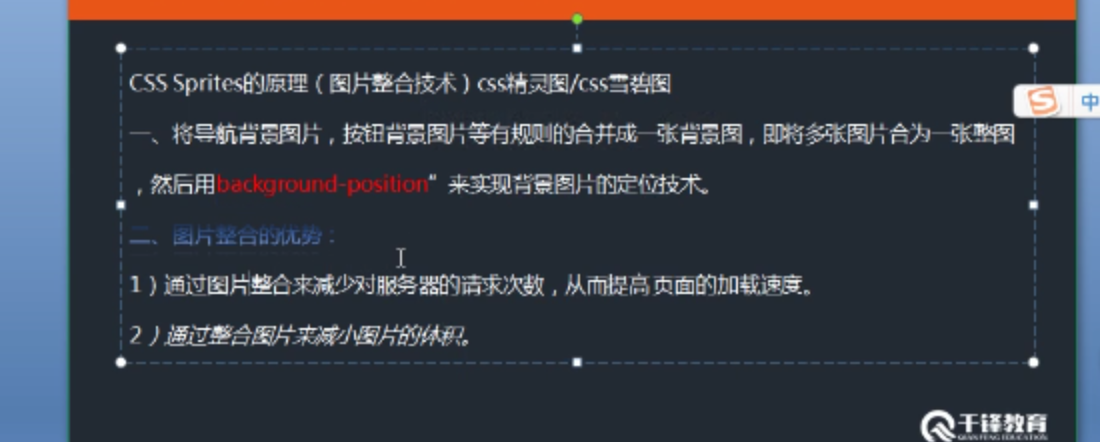 CSS Sprites的原理（图片整合技术）css精灵图/css雪碧图
一、将导航背景图片，按钮背景图片等有规则的合并成一张背景图，即将多张图片合为一张整图
，然后用background-position”来实现背景图片的定位技术。
二、图片整合的优势：
1）通过图片整合来减少对服务器的请求次数，从而提高页面的加载速度。
2）通过整合图片来减小图片的体积。
中
千锋教育